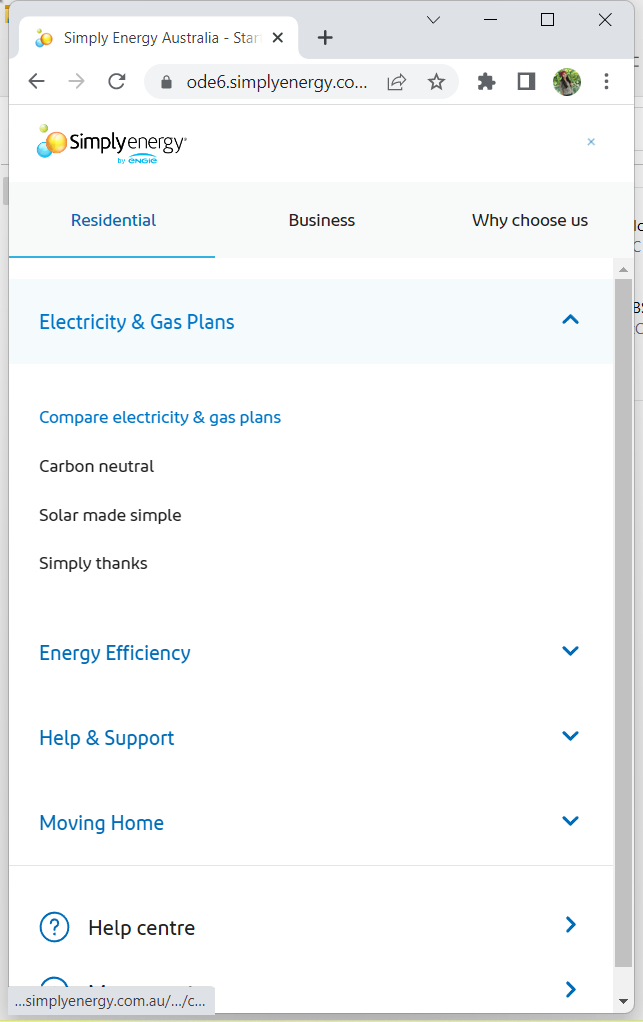 Simply Energy Australia - Star
ode6.simplyenergy.co...
Simplyenergy
by ENGIE
Residential
Business
Why choose us
Electricity & Gas Plans
Compare electricity & gas plans
Carbon neutral
Solar made simple
Simply thanks
Energy Efficiency
Help & Support
Moving Home
? Help centre
...simplyenergy.com.au/.../c...